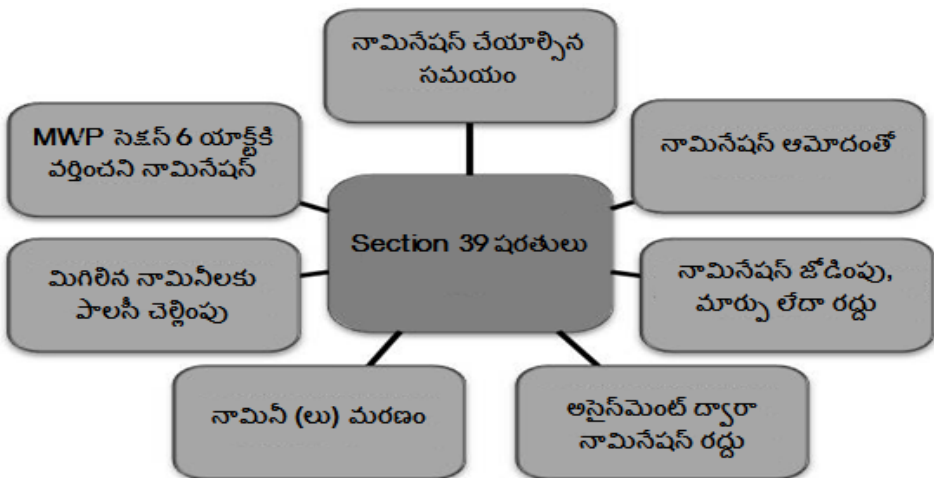 నామినేషన్ చేయాల్సిన
సమయం
MWP సెక్షన్ 6 యాక్ట్‌కి
వర్తించని నామినేషన్
నామినేషన్ ఆమోదంతో
Section 39 షరతులు
మిగిలిన నామినీలకు
పాలసీ చెల్లింపు
నామినేషన్ జోడింపు,
మార్పు లేదా రద్దు
నామినీ (లు) మరణం
అసైన్‌మెంట్ ద్వారా
నామినేషన్ రద్దు